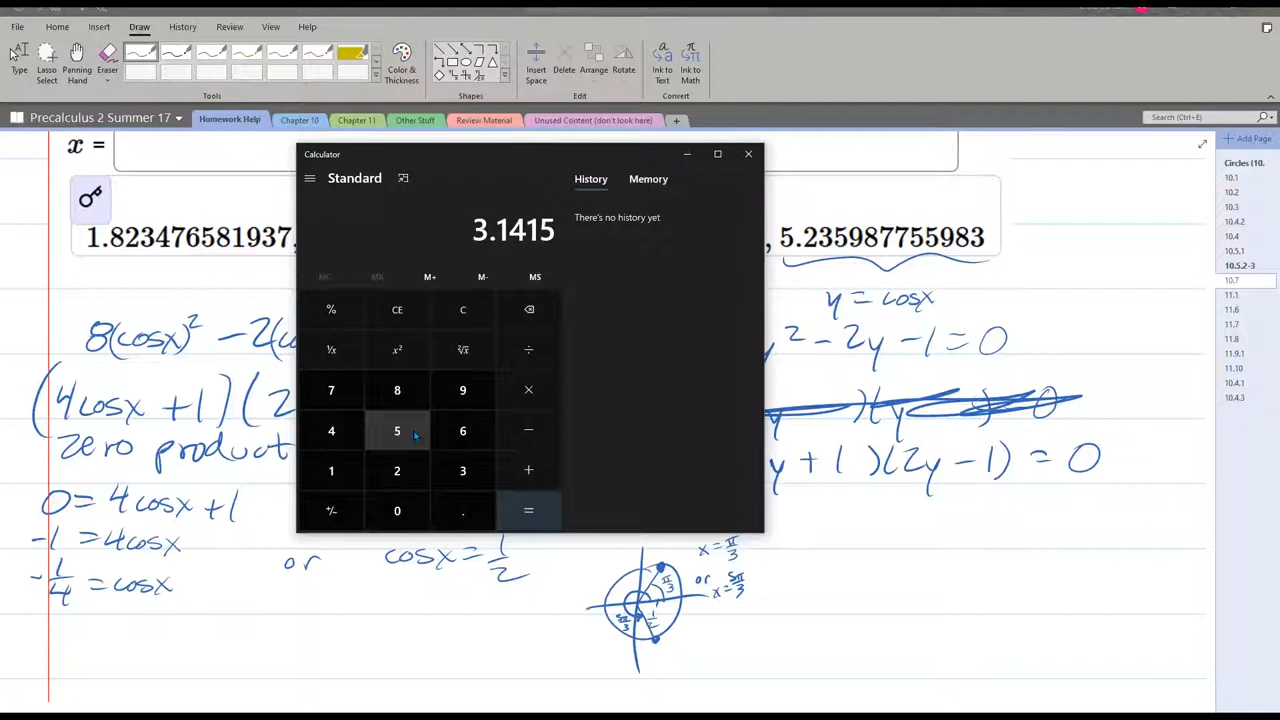 File Home Insert Draw History Review View Help
Type Lasso Select Panning Hand Eraser Color & Thickness Insert Space Delete Arrange Rotate Ink to Text Ink to Math
Tools Shapes Edit Convert
Precalculus 2 Summer 17 Homework Help Chapter 10 Chapter 11 Other Stuff Review Material Unused Content (don't look here) + Search (Ctrl+E)
x =
Add Page
Circles (10.
10.1
10.2
10.3
10.4.2
10.4
10.5.2-3
10.7
11.1
11.6
11.7
11.8
11.9.1
11.10
10.4.1
10.4.3
Calculator
Standard
History Memory
There's no history yet
3.1415
M+ M- MS
% CE C
¹/x x² ²√x ÷
7 8 9 ×
4 5 6 −
1 2 3 +
+/- 0 . =
1.823476581937, , 5.235987755983
y = cosx
8(cosx)² -2(co
y² - 2y - 1 = 0
(4cosx + 1)(2
zero product
y + 1)(2y - 1) = 0
0 = 4cosx + 1
-1 = 4cosx
-1/4 = cosx
or cosx = 1/2
x = π/3
or x = 5π/3
π/3
5π/3
1/2